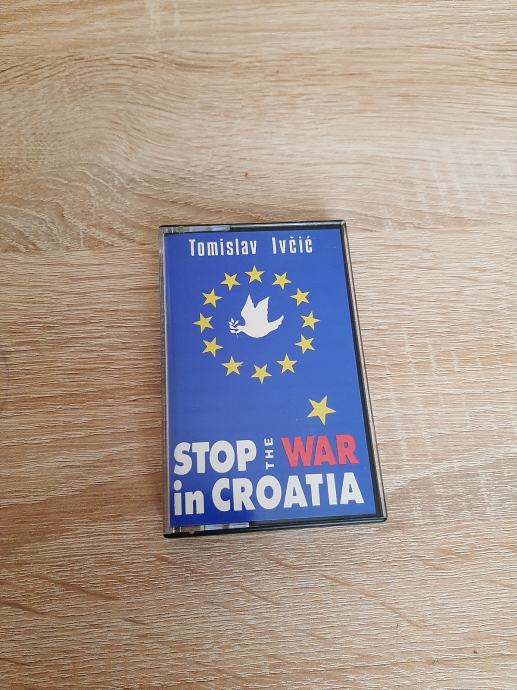 Tomislav Ivčić
STOP THE WAR
in CROATIA